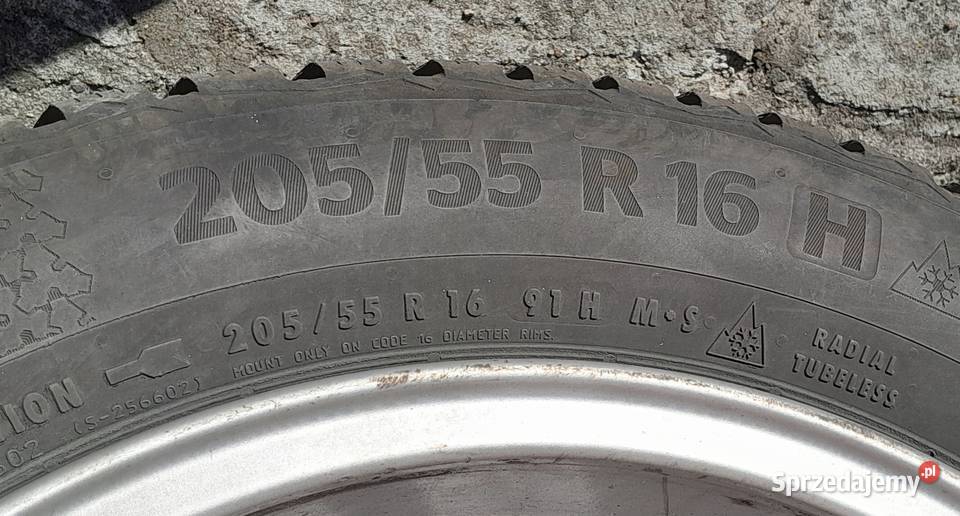 205/55 R 16 H
205/55 R 16 91 H M•S
MOUNT ONLY ON CODE 16 DIAMETER RIMS.
RADIAL
TUBELESS
(S-256602)
Sprzedajemy.pl